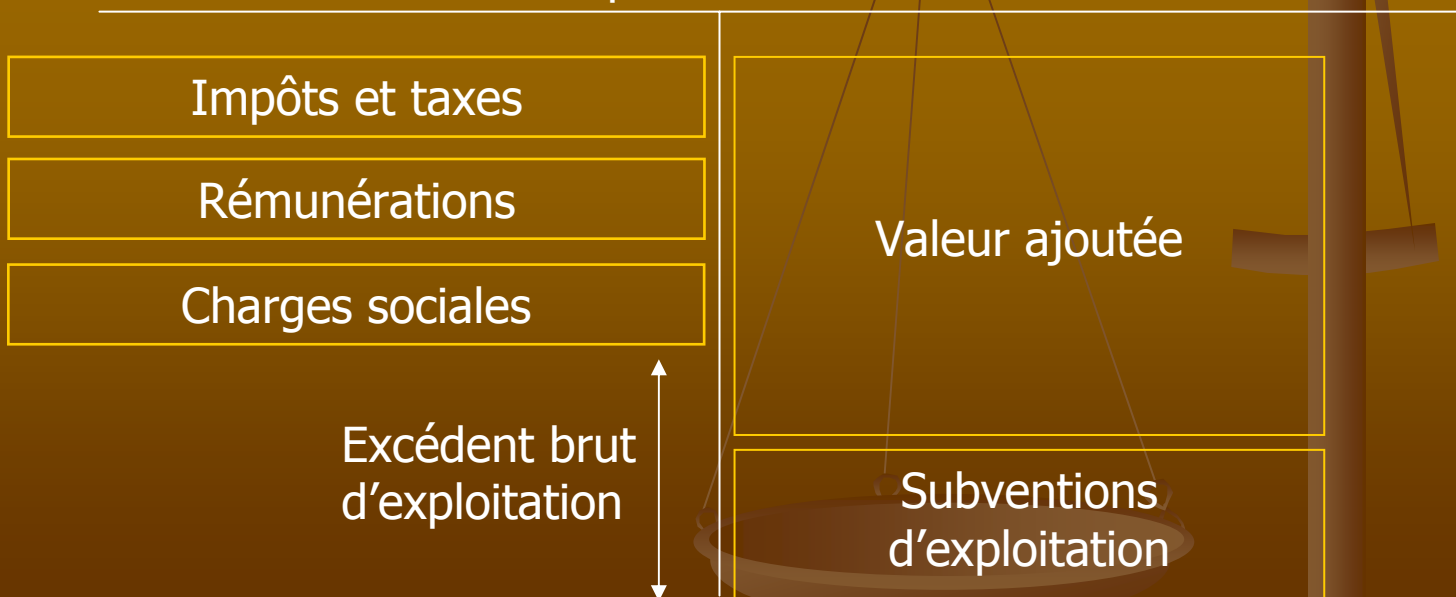 Impôts et taxes
Rémunérations
Charges sociales
Excédent brut
d’exploitation
Valeur ajoutée
Subventions
d’exploitation